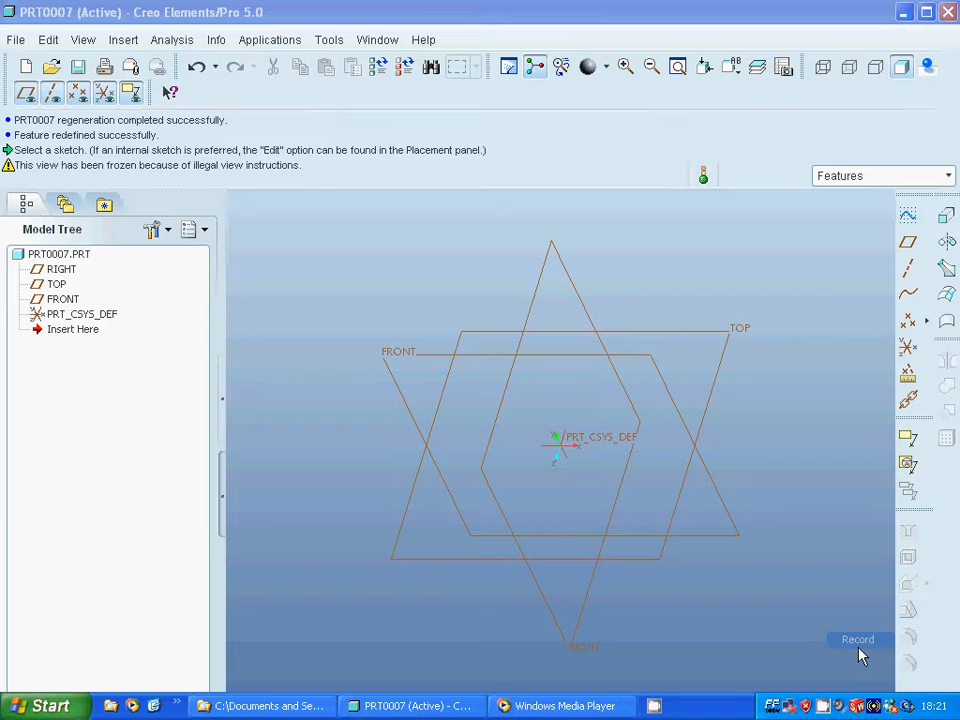 PRT0007 (Active) - Creo Elements/Pro 5.0
File Edit View Insert Analysis Info Applications Tools Window Help
PRT0007 regeneration completed successfully.
Feature redefined successfully.
Select a sketch. (If an internal sketch is preferred, the "Edit" option can be found in the Placement panel.)
This view has been frozen because of illegal view instructions.
Features
Model Tree
PRT0007.PRT
RIGHT
TOP
FRONT
PRT_CSYS_DEF
Insert Here
TOP
FRONT
Y
PRT_CSYS_DEF
X
Z
RIGHT
Record
Start
C:\Documents and Se...
PRT0007 (Active) - C...
Windows Media Player
18:21